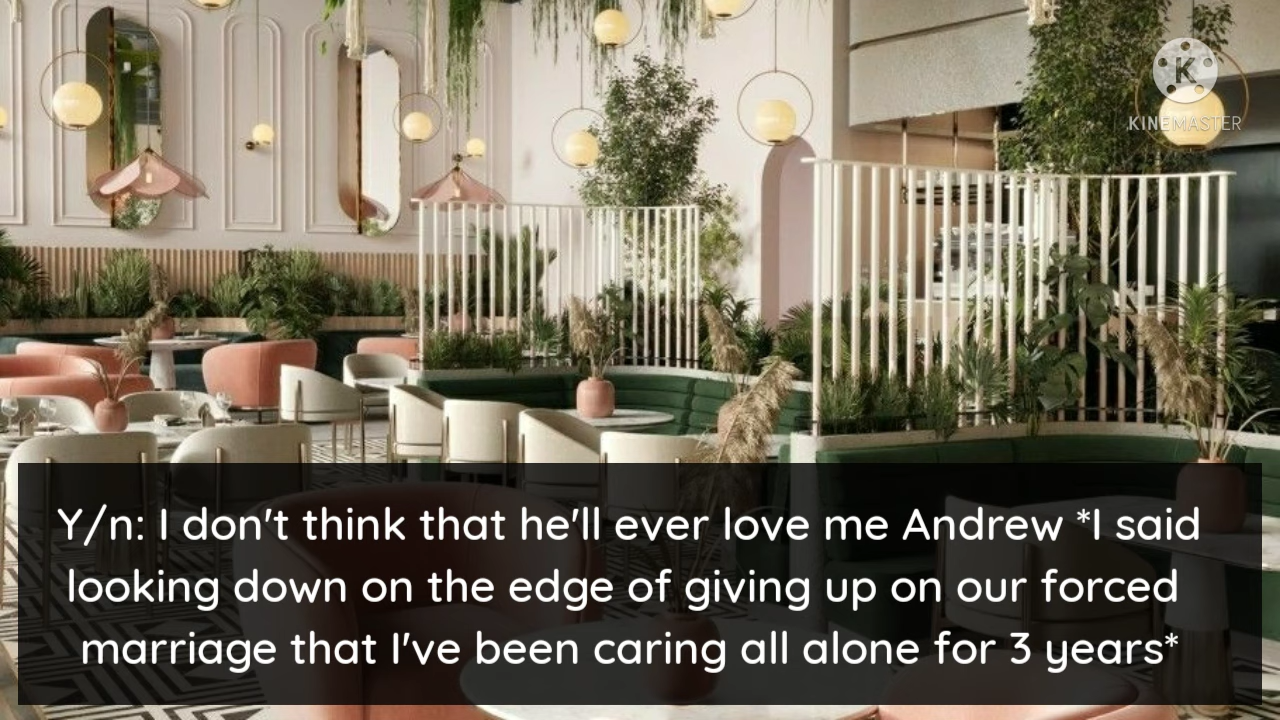 K
KINEMASTER
Y/n: I don't think that he'll ever love me Andrew *I said
looking down on the edge of giving up on our forced
marriage that I've been caring all alone for 3 years*